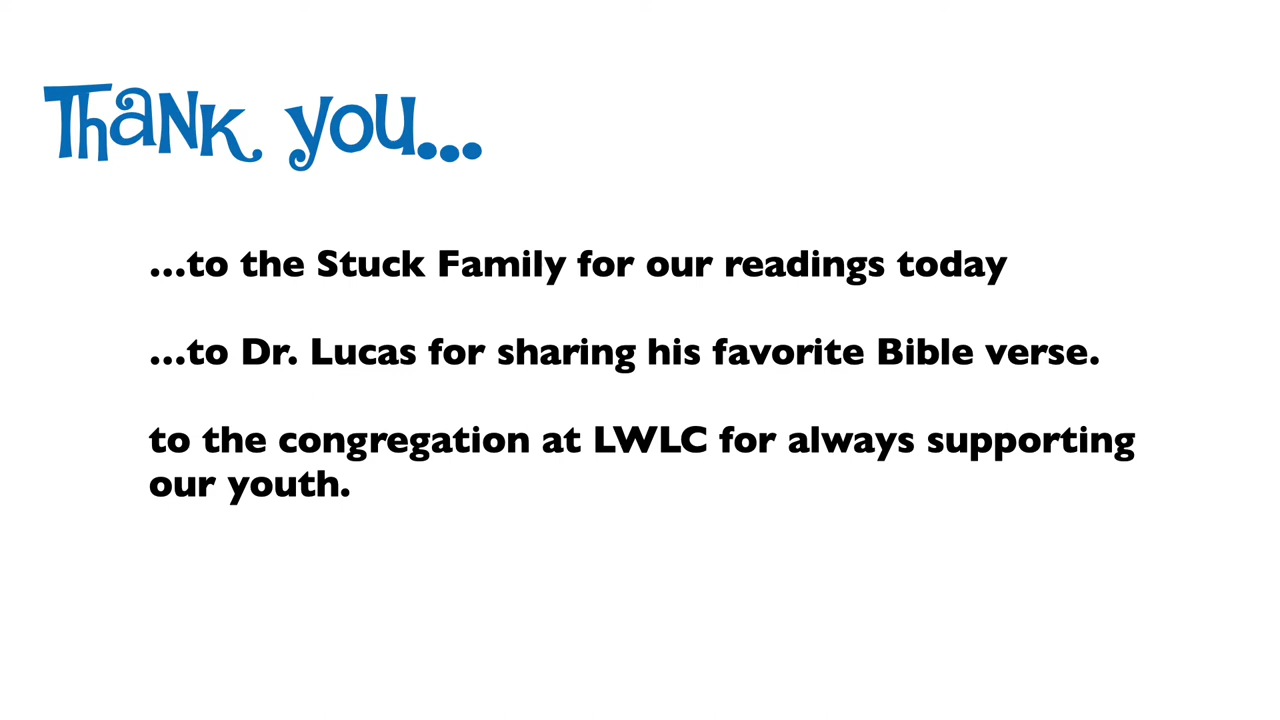 Thank you...
...to the Stuck Family for our readings today
...to Dr. Lucas for sharing his favorite Bible verse.
to the congregation at LWLC for always supporting
our youth.